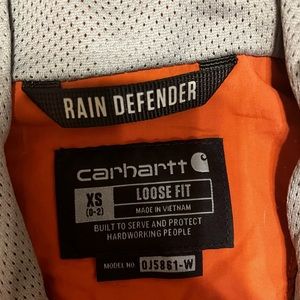 RAIN DEFENDER
carhartt
XS
(0-2)
LOOSE FIT
MADE IN VIETNAM
BUILT TO SERVE AND PROTECT
HARDWORKING PEOPLE
MODEL NO OJ5861-W